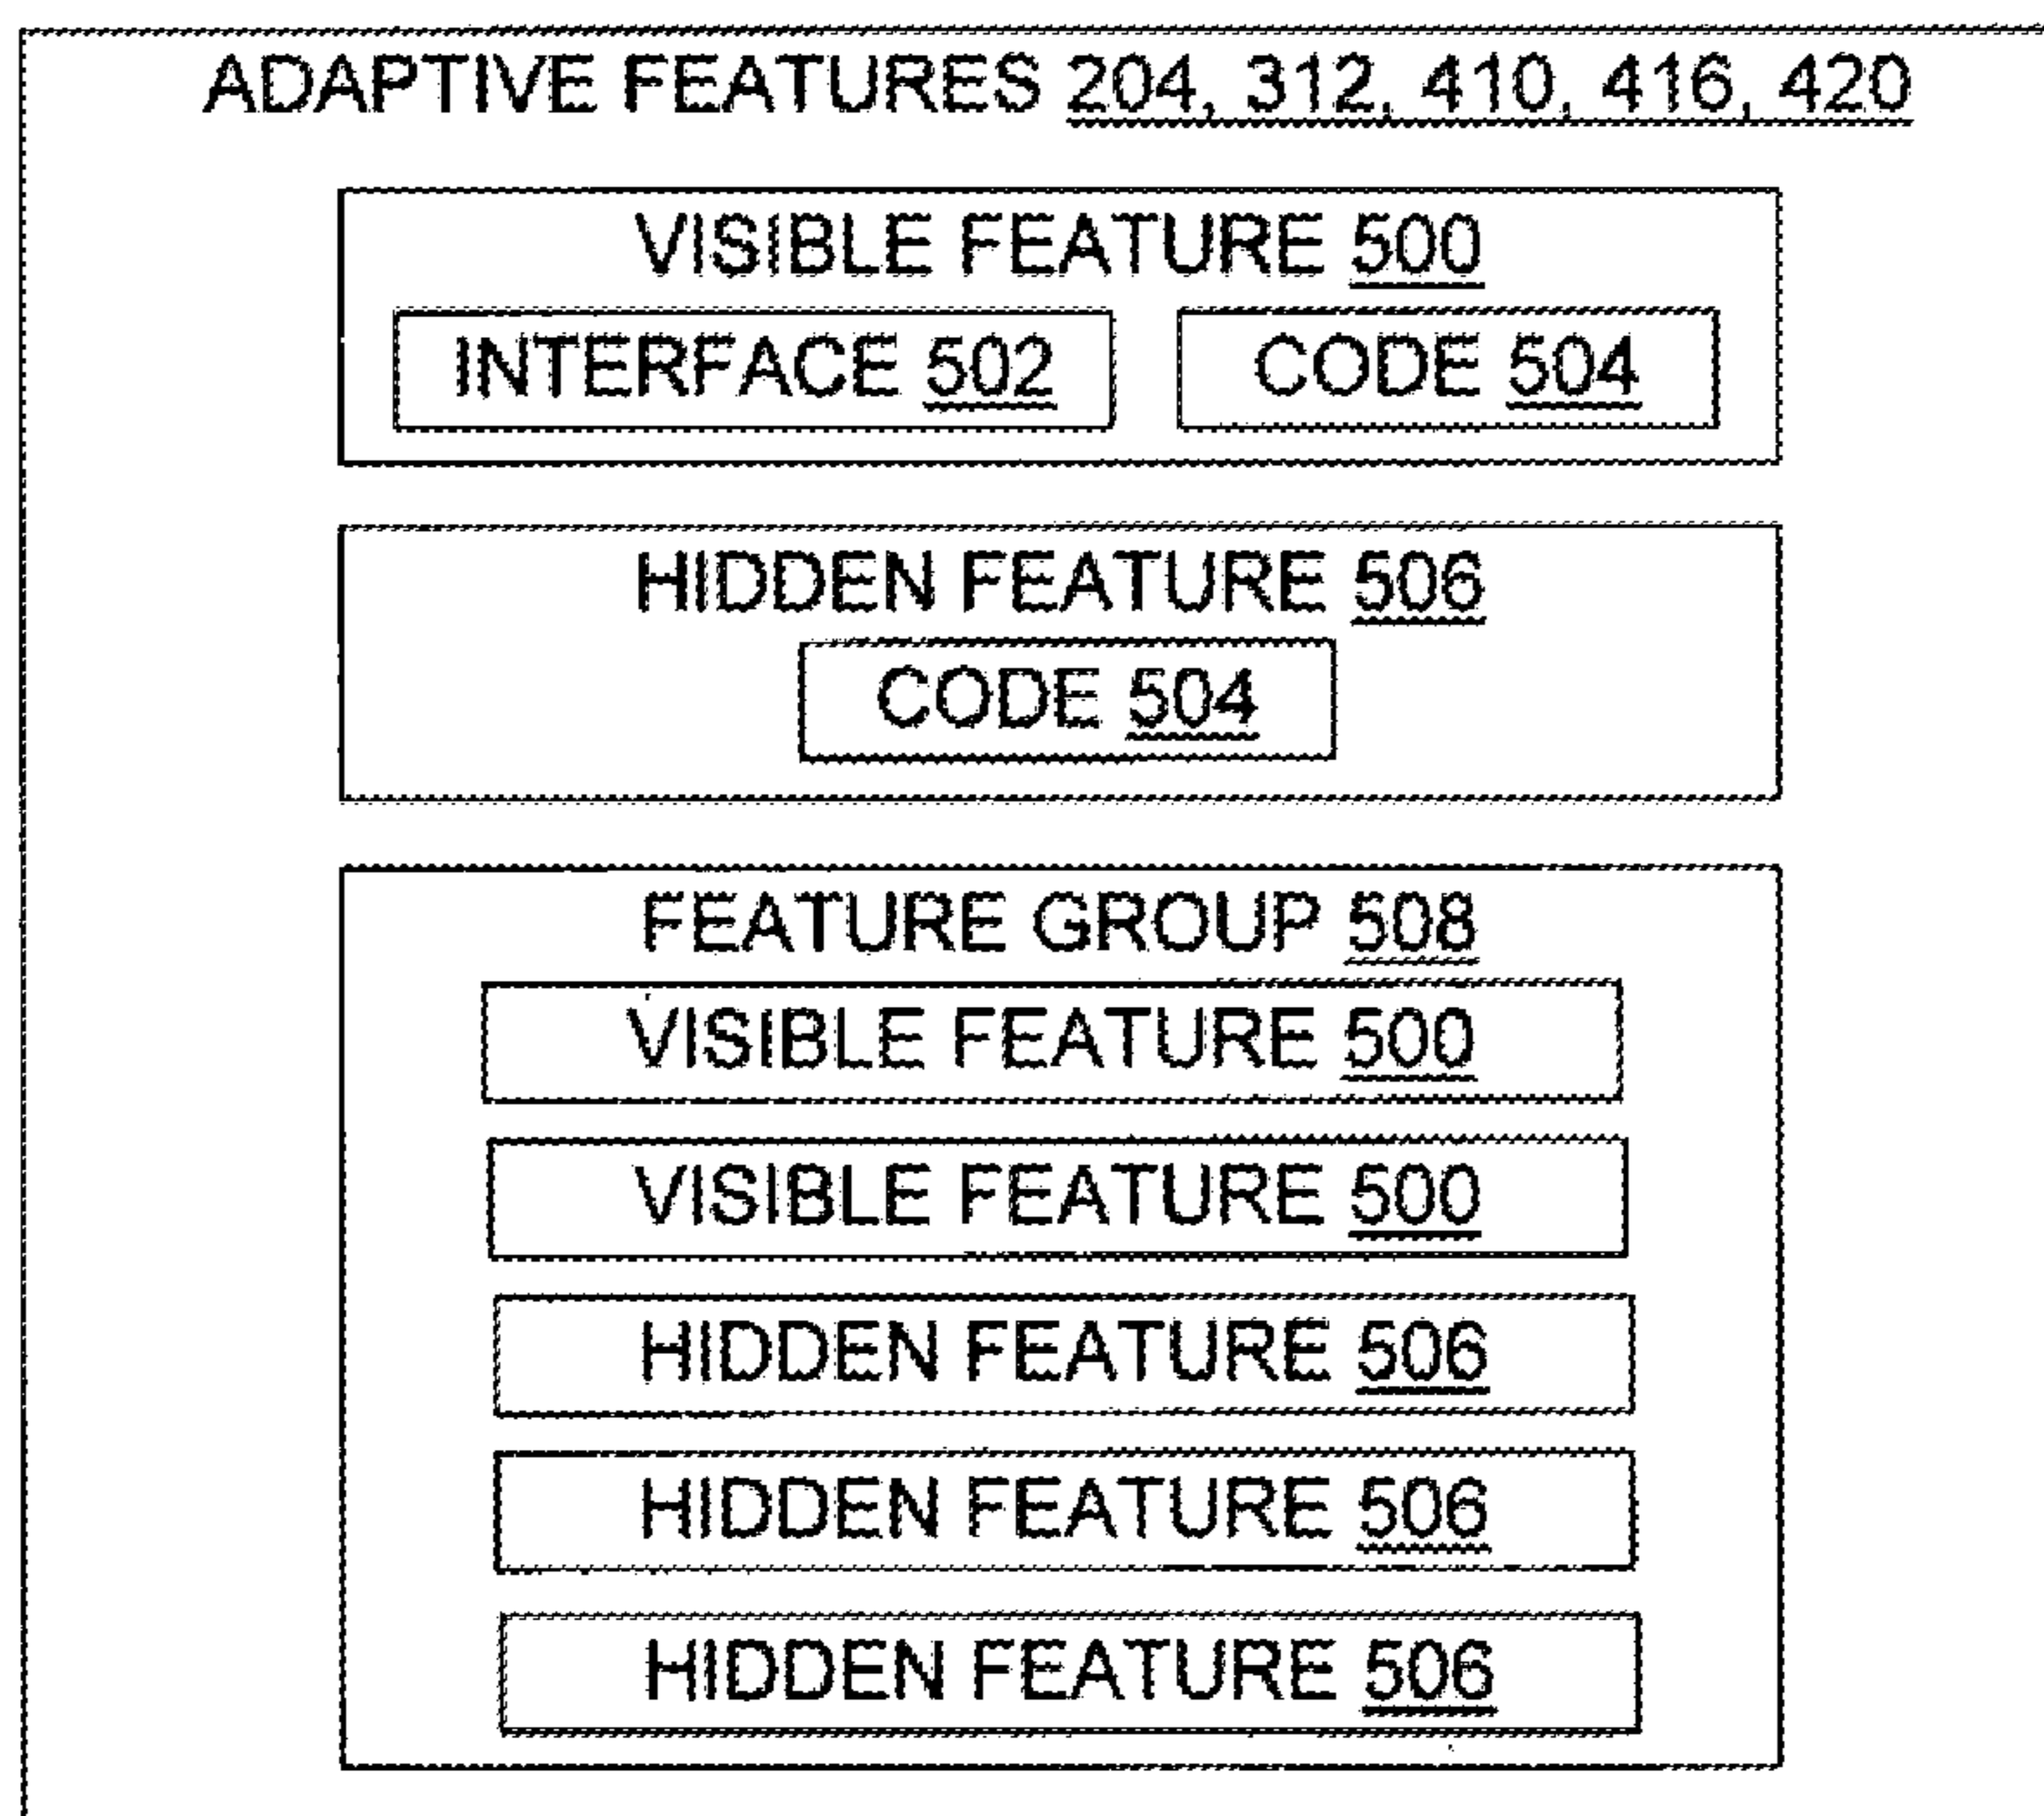 ADAPTIVE FEATURES 204, 312, 410, 416, 420
VISIBLE FEATURE 500
INTERFACE 502 CODE 504
HIDDEN FEATURE 506
CODE 504
FEATURE GROUP 508
VISIBLE FEATURE 500
VISIBLE FEATURE 500
HIDDEN FEATURE 506
HIDDEN FEATURE 506
HIDDEN FEATURE 506